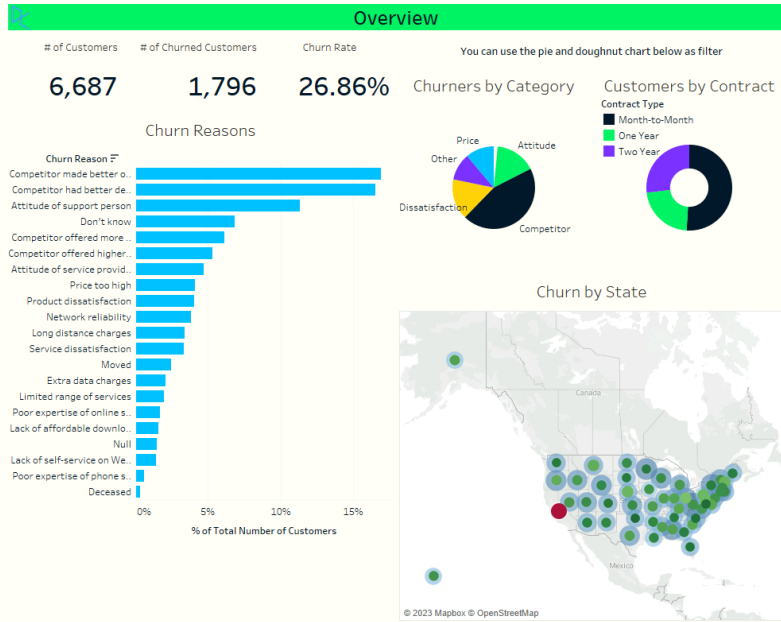 Overview
# of Customers
# of Churned Customers
Churn Rate
6,687
1,796
26.86%
You can use the pie and doughnut chart below as filter
Churners by Category
Customers by Contract
Contract Type
Month-to-Month
One Year
Two Year
Price
Attitude
Other
Dissatisfaction
Competitor
Churn Reasons
Churn Reason
Competitor made better o..
Competitor had better de..
Attitude of support person
Don't know
Competitor offered more ..
Competitor offered higher..
Attitude of service provid..
Price too high
Product dissatisfaction
Network reliability
Long distance charges
Service dissatisfaction
Moved
Extra data charges
Limited range of services
Poor expertise of online s..
Lack of affordable downlo..
Null
Lack of self-service on We..
Poor expertise of phone s..
Deceased
0%
5%
10%
15%
% of Total Number of Customers
Churn by State
Canada
Mexico
© 2023 Mapbox © OpenStreetMap